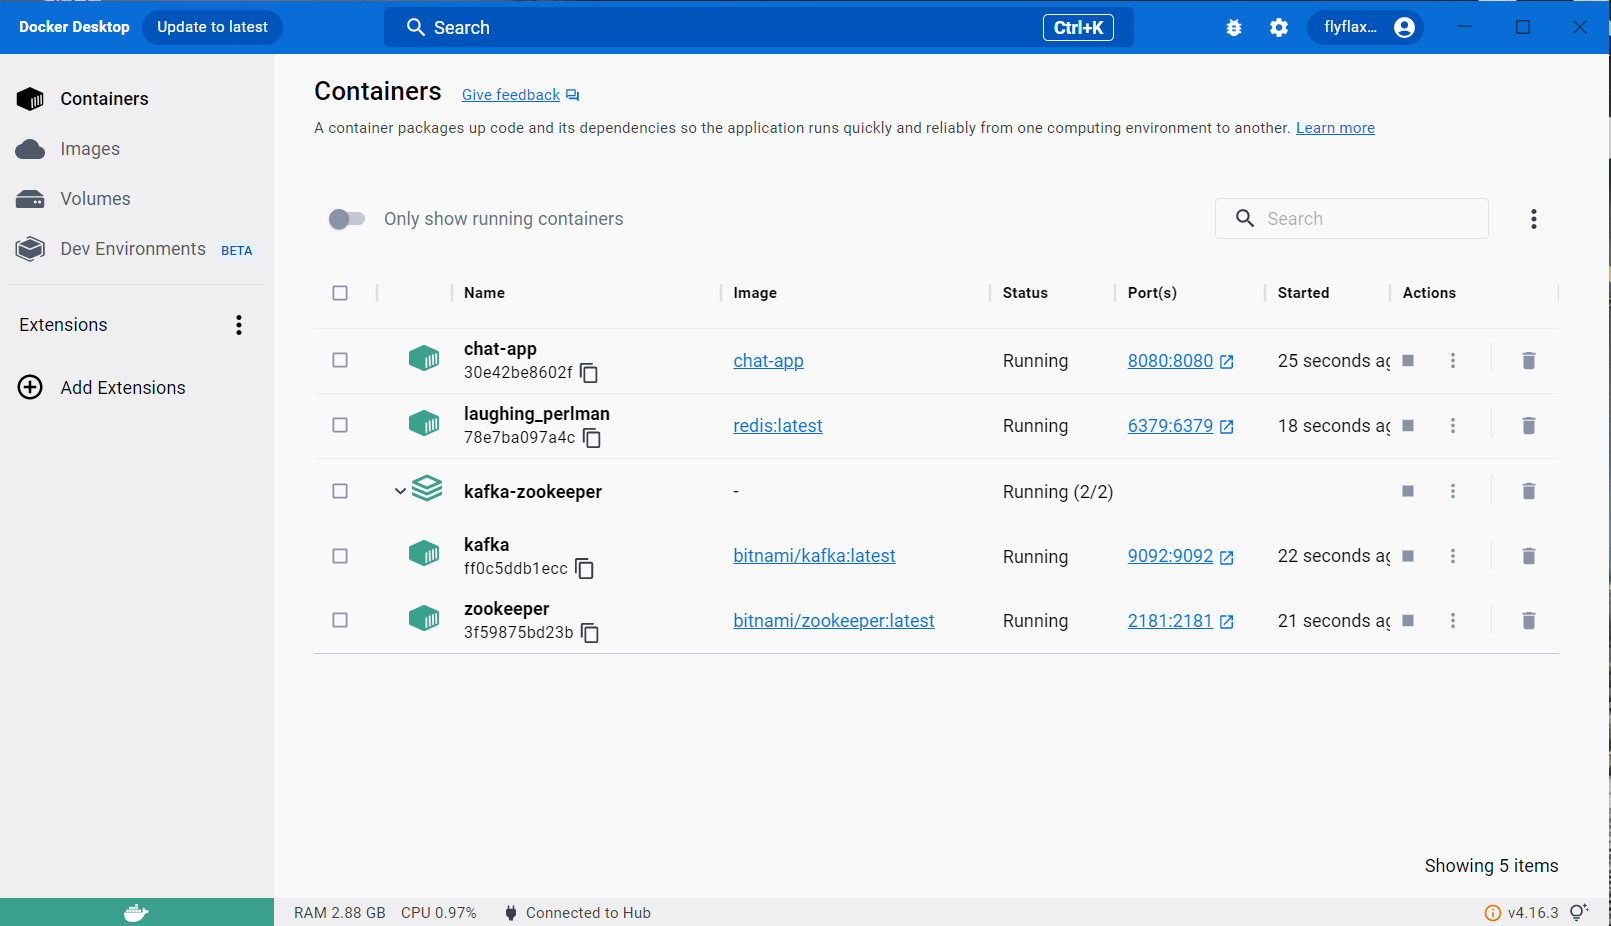 Docker Desktop Update to latest Search Ctrl+K flyflax...
Containers
Images
Volumes
Dev Environments BETA
Extensions
Add Extensions
Containers Give feedback
A container packages up code and its dependencies so the application runs quickly and reliably from one computing environment to another. Learn more
Only show running containers Search
Name Image Status Port(s) Started Actions
chat-app
30e42be8602f chat-app Running 8080:8080 25 seconds ag
laughing_perlman
78e7ba097a4c redis:latest Running 6379:6379 18 seconds ag
kafka-zookeeper - Running (2/2)
kafka
ff0c5ddb1ecc bitnami/kafka:latest Running 9092:9092 22 seconds ag
zookeeper
3f59875bd23b bitnami/zookeeper:latest Running 2181:2181 21 seconds ag
Showing 5 items
RAM 2.88 GB CPU 0.97% Connected to Hub v4.16.3